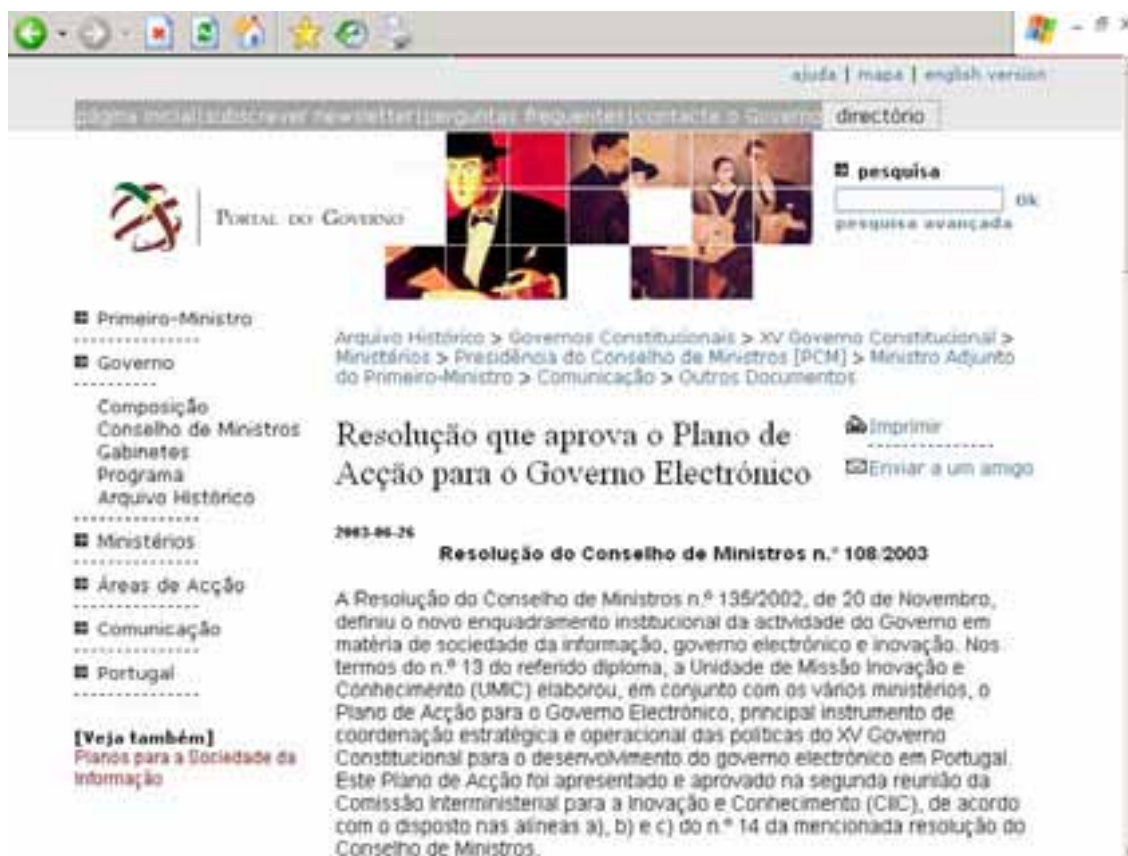 ajuda | mapa | english version
página inicial|subscrever newsletter|perguntas frequentes|contacte o Governo
directório
PORTAL DO GOVERNO
pesquisa
Ok
pesquisa avançada
Primeiro-Ministro
Governo
Composição
Conselho de Ministros
Gabinetes
Programa
Arquivo Histórico
Ministérios
Áreas de Acção
Comunicação
Portugal
[Veja também]
Planos para a Sociedade da
Informação
Arquivo Histórico > Governos Constitucionais > XV Governo Constitucional >
Ministérios > Presidência do Conselho de Ministros [PCM] > Ministro Adjunto
do Primeiro-Ministro > Comunicação > Outros Documentos
Resolução que aprova o Plano de
Acção para o Governo Electrónico
Imprimir
Enviar a um amigo
2003-06-26
Resolução do Conselho de Ministros n.º 108/2003
A Resolução do Conselho de Ministros n.º 135/2002, de 20 de Novembro,
definiu o novo enquadramento institucional da actividade do Governo em
matéria de sociedade da informação, governo electrónico e inovação. Nos
termos do n.º 13 do referido diploma, a Unidade de Missão Inovação e
Conhecimento (UMIC) elaborou, em conjunto com os vários ministérios, o
Plano de Acção para o Governo Electrónico, principal instrumento de
coordenação estratégica e operacional das políticas do XV Governo
Constitucional para o desenvolvimento do governo electrónico em Portugal.
Este Plano de Acção foi apresentado e aprovado na segunda reunião da
Comissão Interministerial para a Inovação e Conhecimento (CIIC), de acordo
com o disposto nas alíneas a), b) e c) do n.º 14 da mencionada resolução do
Conselho de Ministros.